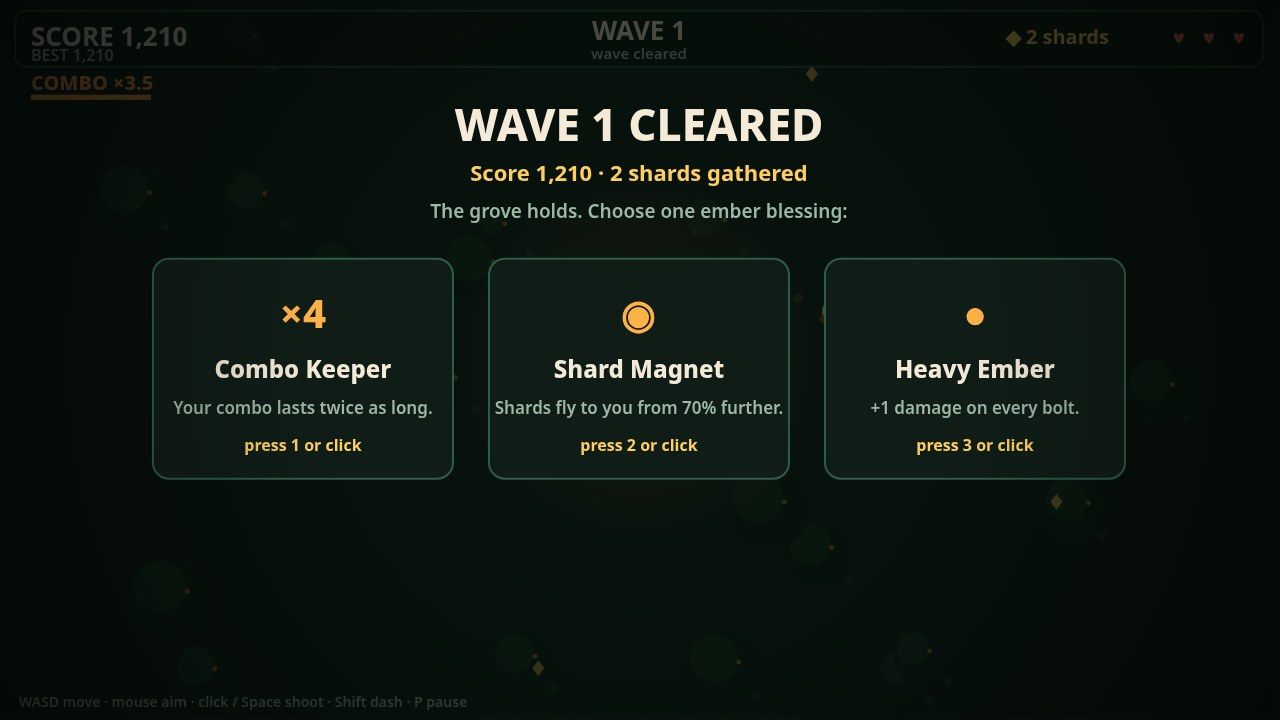 SCORE 1,210
BEST 1,210
COMBO ×3.5
WAVE 1
wave cleared
◆ 2 shards
♥ ♥ ♥
WAVE 1 CLEARED
Score 1,210 · 2 shards gathered
The grove holds. Choose one ember blessing:
×4
Combo Keeper
Your combo lasts twice as long.
press 1 or click
◉
Shard Magnet
Shards fly to you from 70% further.
press 2 or click
●
Heavy Ember
+1 damage on every bolt.
press 3 or click
WASD move · mouse aim · click / Space shoot · Shift dash · P pause